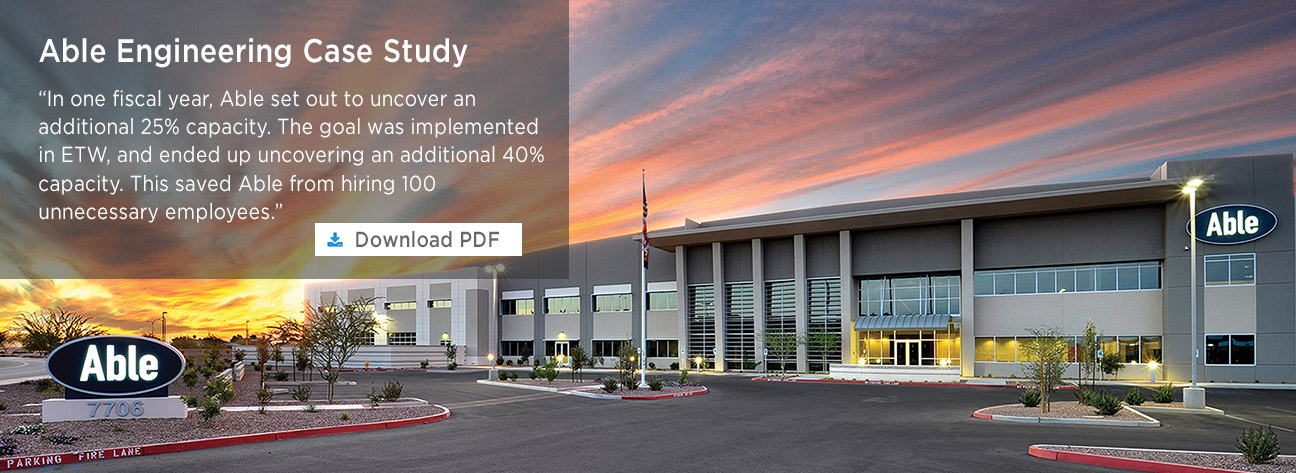 Able Engineering Case Study
“In one fiscal year, Able set out to uncover an
additional 25% capacity. The goal was implemented
in ETW, and ended up uncovering an additional 40%
capacity. This saved Able from hiring 100
unnecessary employees.”
Download PDF
Able
Able
7706
PARKING FIRE LANE